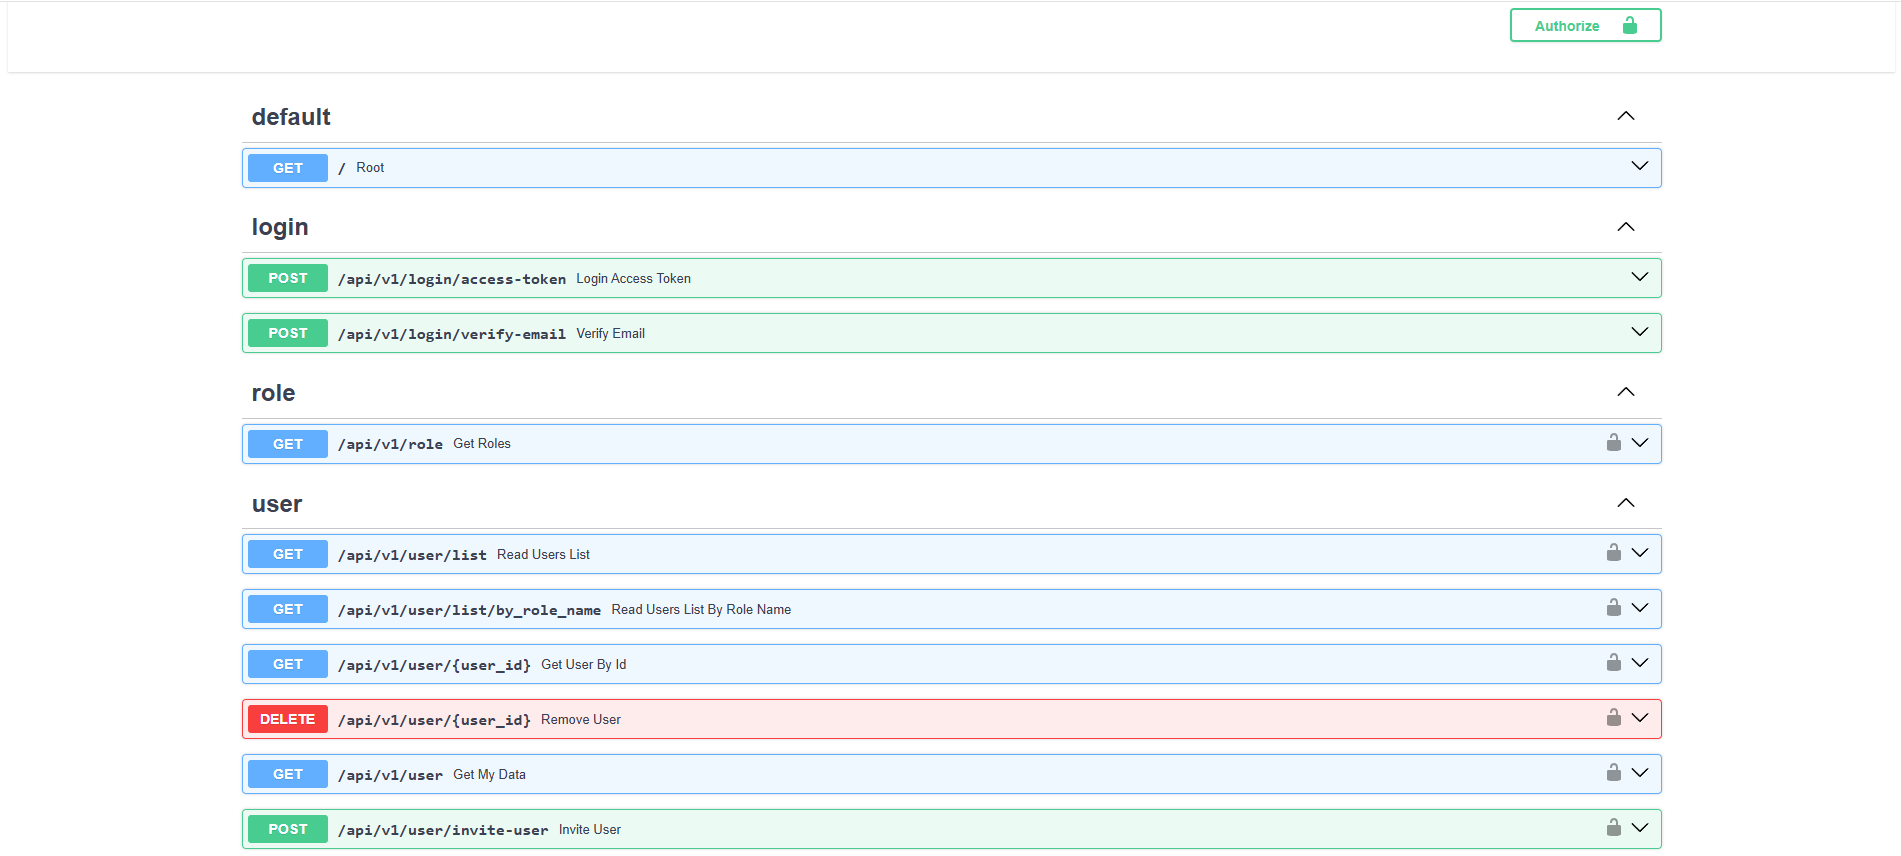 Authorize
default
GET / Root
login
POST /api/v1/login/access-token Login Access Token
POST /api/v1/login/verify-email Verify Email
role
GET /api/v1/role Get Roles
user
GET /api/v1/user/list Read Users List
GET /api/v1/user/list/by_role_name Read Users List By Role Name
GET /api/v1/user/{user_id} Get User By Id
DELETE /api/v1/user/{user_id} Remove User
GET /api/v1/user Get My Data
POST /api/v1/user/invite-user Invite User